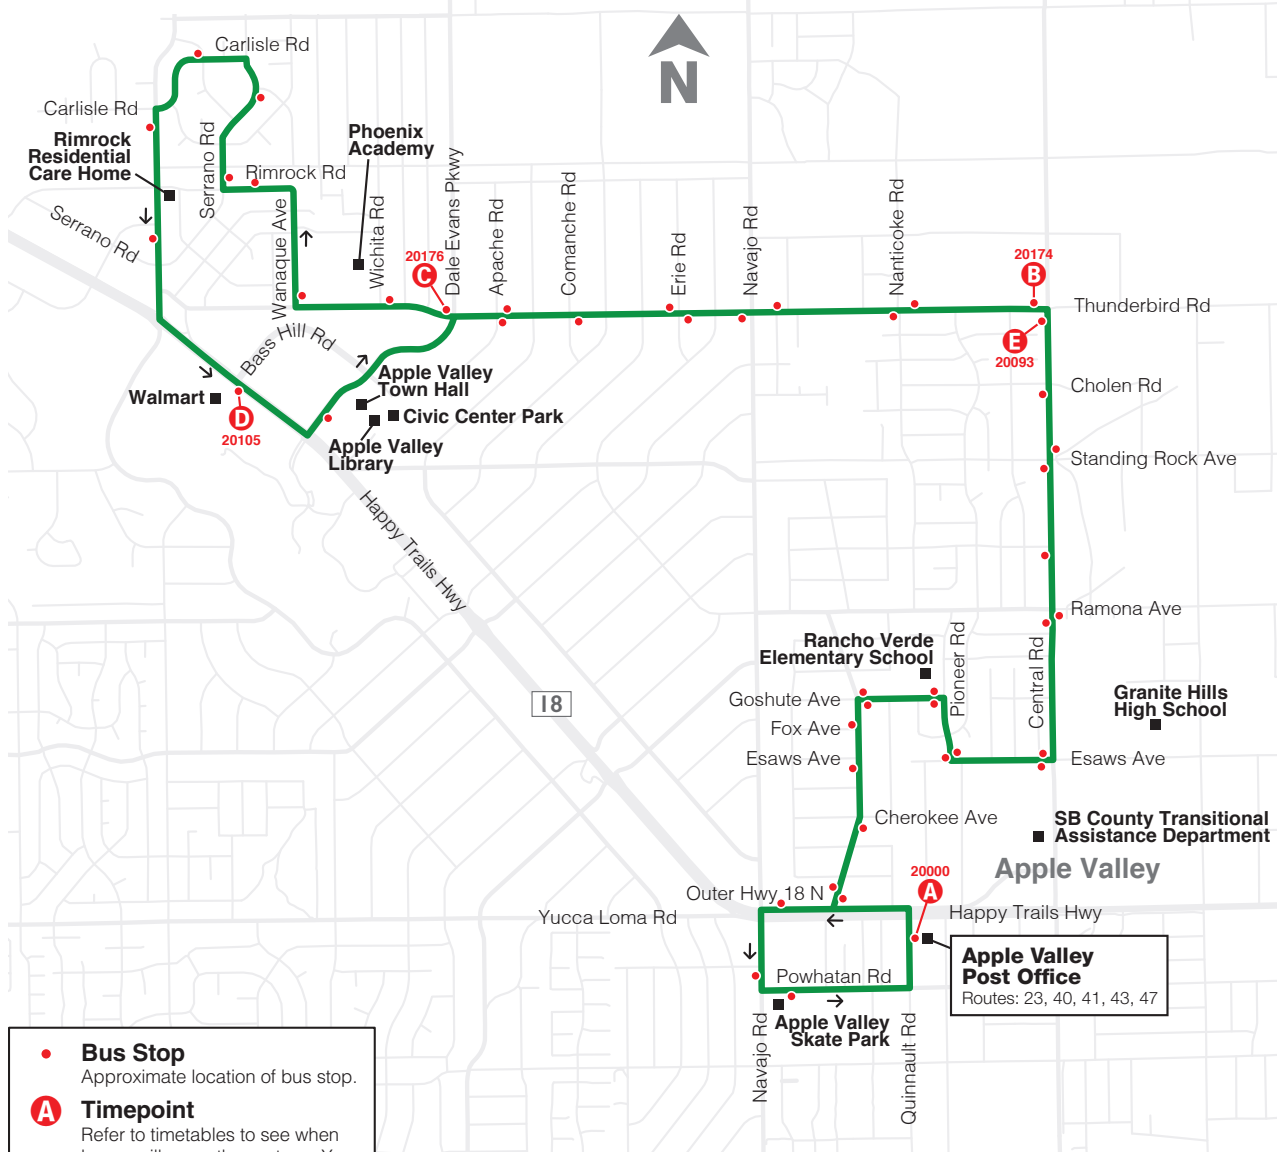 Carlisle Rd
N
Carlisle Rd
Rimrock
Residential
Care Home
Serrano Rd
Rimrock Rd
Phoenix
Academy
Serrano Rd
Wanaque Ave
Wichita Rd
Dale Evans Pkwy
Apache Rd
Comanche Rd
Erie Rd
Navajo Rd
Nanticoke Rd
20176
C
20174
B
Thunderbird Rd
E
20093
Bass Hill Rd
Cholen Rd
Walmart
D
20105
Apple Valley
Town Hall
Civic Center Park
Apple Valley
Library
Standing Rock Ave
Happy Trails Hwy
Ramona Ave
Rancho Verde
Elementary School
Pioneer Rd
Central Rd
Granite Hills
High School
18
Goshute Ave
Fox Ave
Esaws Ave
Esaws Ave
Cherokee Ave
SB County Transitional
Assistance Department
Apple Valley
20000
A
Outer Hwy 18 N
Yucca Loma Rd
Happy Trails Hwy
Apple Valley
Post Office
Routes: 23, 40, 41, 43, 47
Powhatan Rd
Apple Valley
Skate Park
Navajo Rd
Quinnault Rd
Bus Stop
Approximate location of bus stop.
A
Timepoint
Refer to timetables to see when